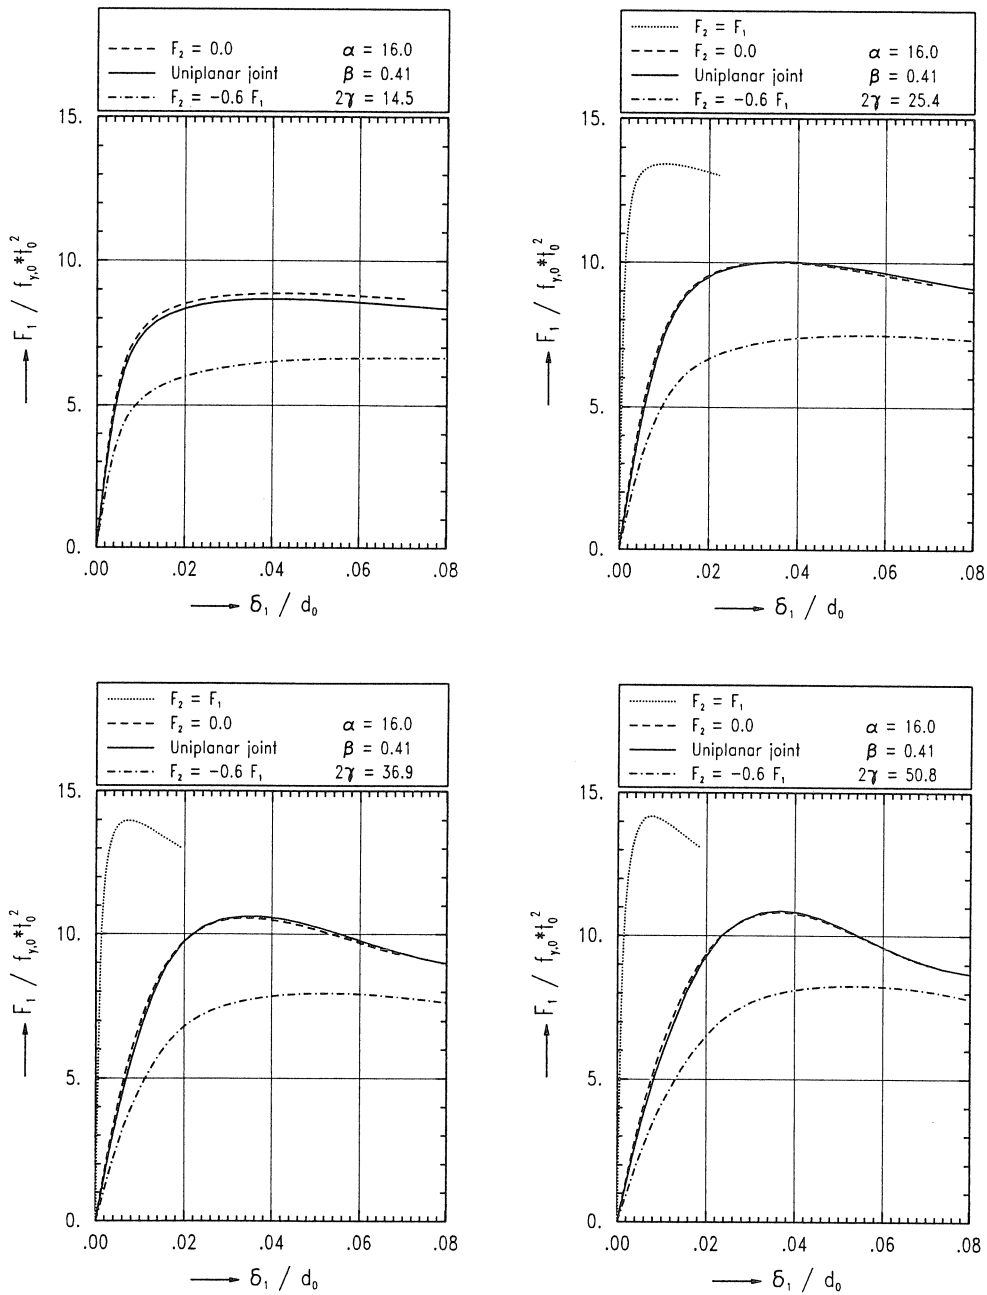 F₂ = 0.0 α = 16.0
Uniplanar joint β = 0.41
F₂ = −0.6 F₁ 2γ = 14.5
15.
10.
5.
0.
.00 .02 .04 .06 .08
F₁ / f_y,0*t₀²
δ₁ / d₀
F₂ = F₁
F₂ = 0.0 α = 16.0
Uniplanar joint β = 0.41
F₂ = −0.6 F₁ 2γ = 25.4
15.
10.
5.
0.
.00 .02 .04 .06 .08
F₁ / f_y,0*t₀²
δ₁ / d₀
F₂ = F₁
F₂ = 0.0 α = 16.0
Uniplanar joint β = 0.41
F₂ = −0.6 F₁ 2γ = 36.9
15.
10.
5.
0.
.00 .02 .04 .06 .08
F₁ / f_y,0*t₀²
δ₁ / d₀
F₂ = F₁
F₂ = 0.0 α = 16.0
Uniplanar joint β = 0.41
F₂ = −0.6 F₁ 2γ = 50.8
15.
10.
5.
0.
.00 .02 .04 .06 .08
F₁ / f_y,0*t₀²
δ₁ / d₀